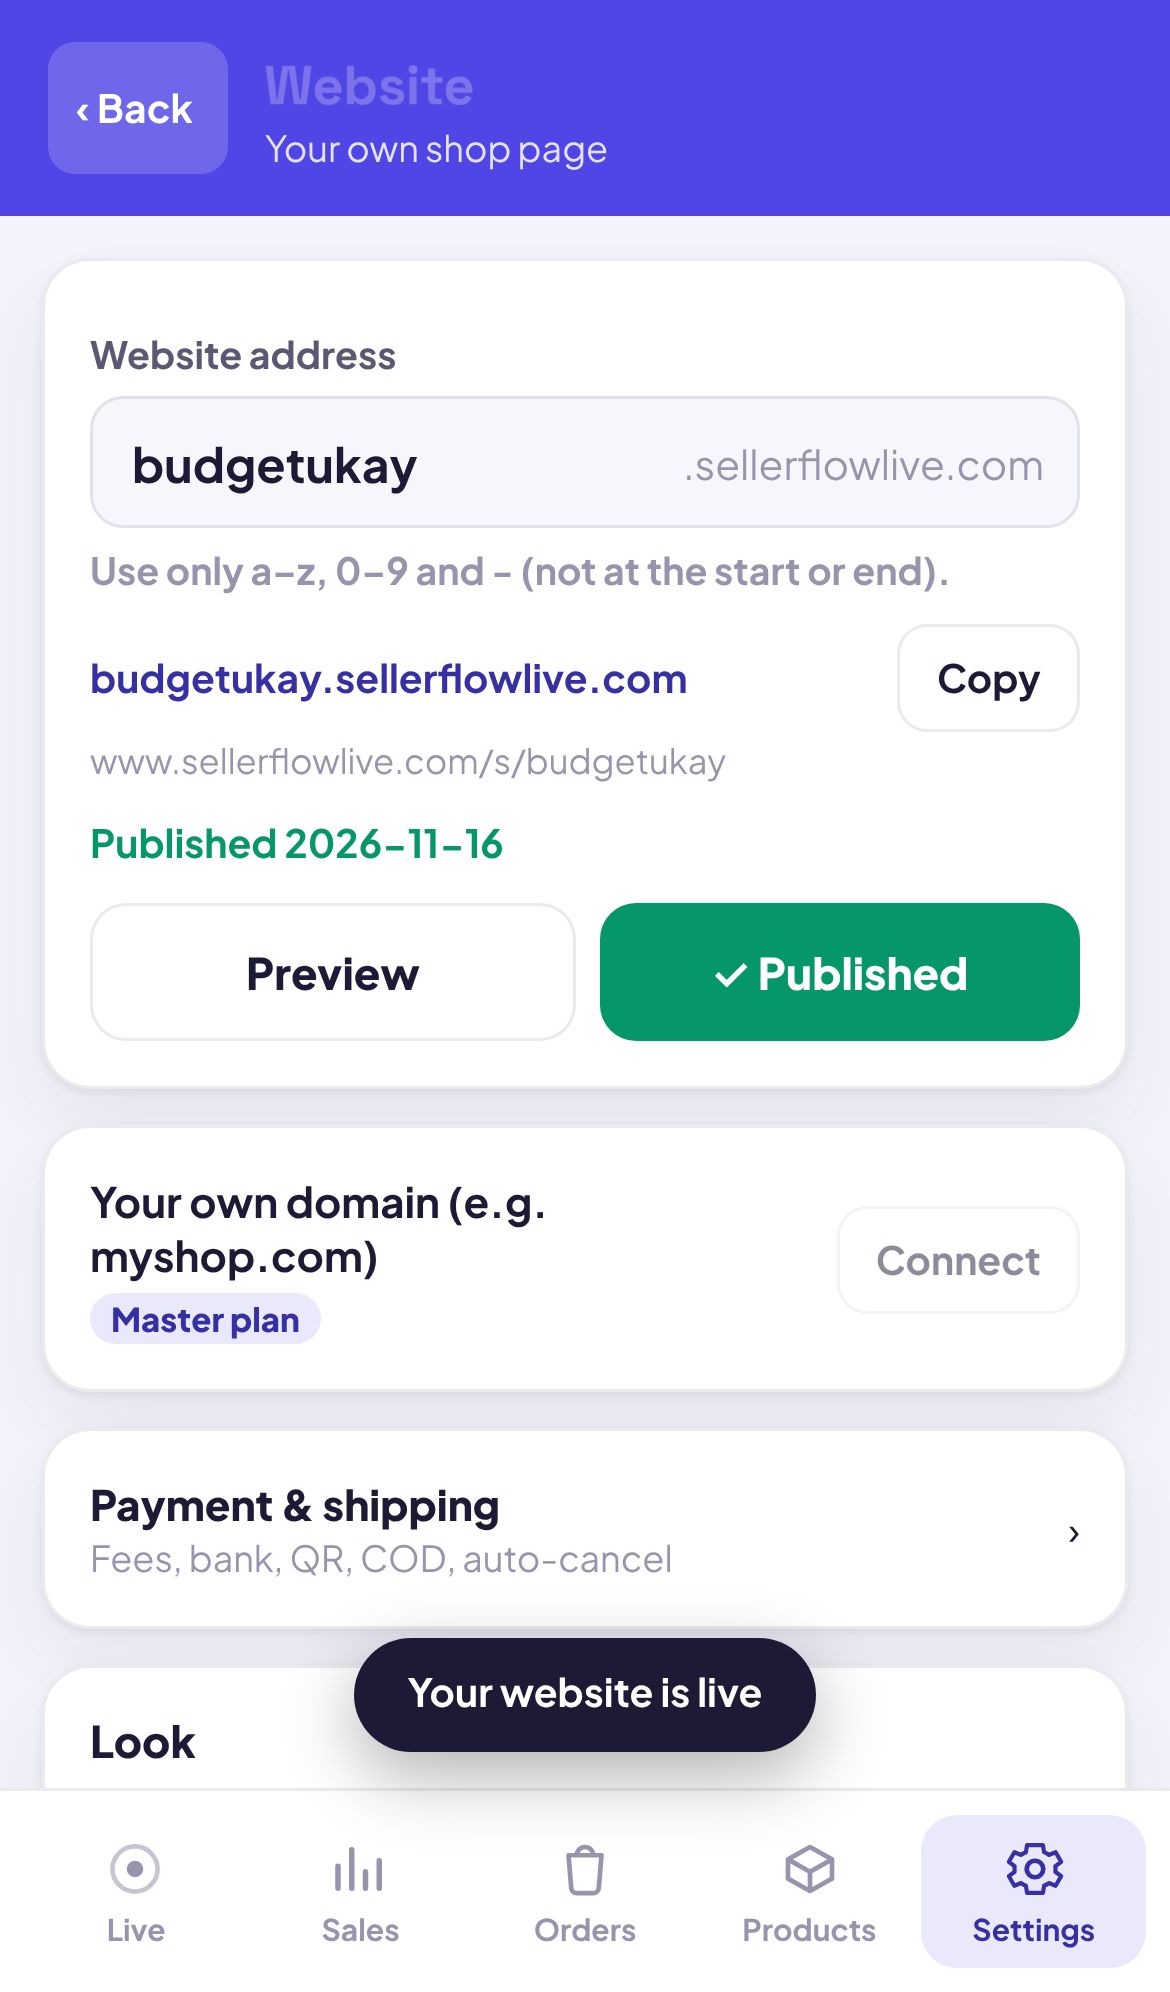 ‹ Back
Website
Your own shop page
Website address
budgetukay .sellerflowlive.com
Use only a–z, 0–9 and - (not at the start or end).
budgetukay.sellerflowlive.com Copy
www.sellerflowlive.com/s/budgetukay
Published 2026-11-16
Preview ✓ Published
Your own domain (e.g.
myshop.com)
Connect
Master plan
Payment & shipping
Fees, bank, QR, COD, auto-cancel
›
Your website is live
Look
Live Sales Orders Products Settings